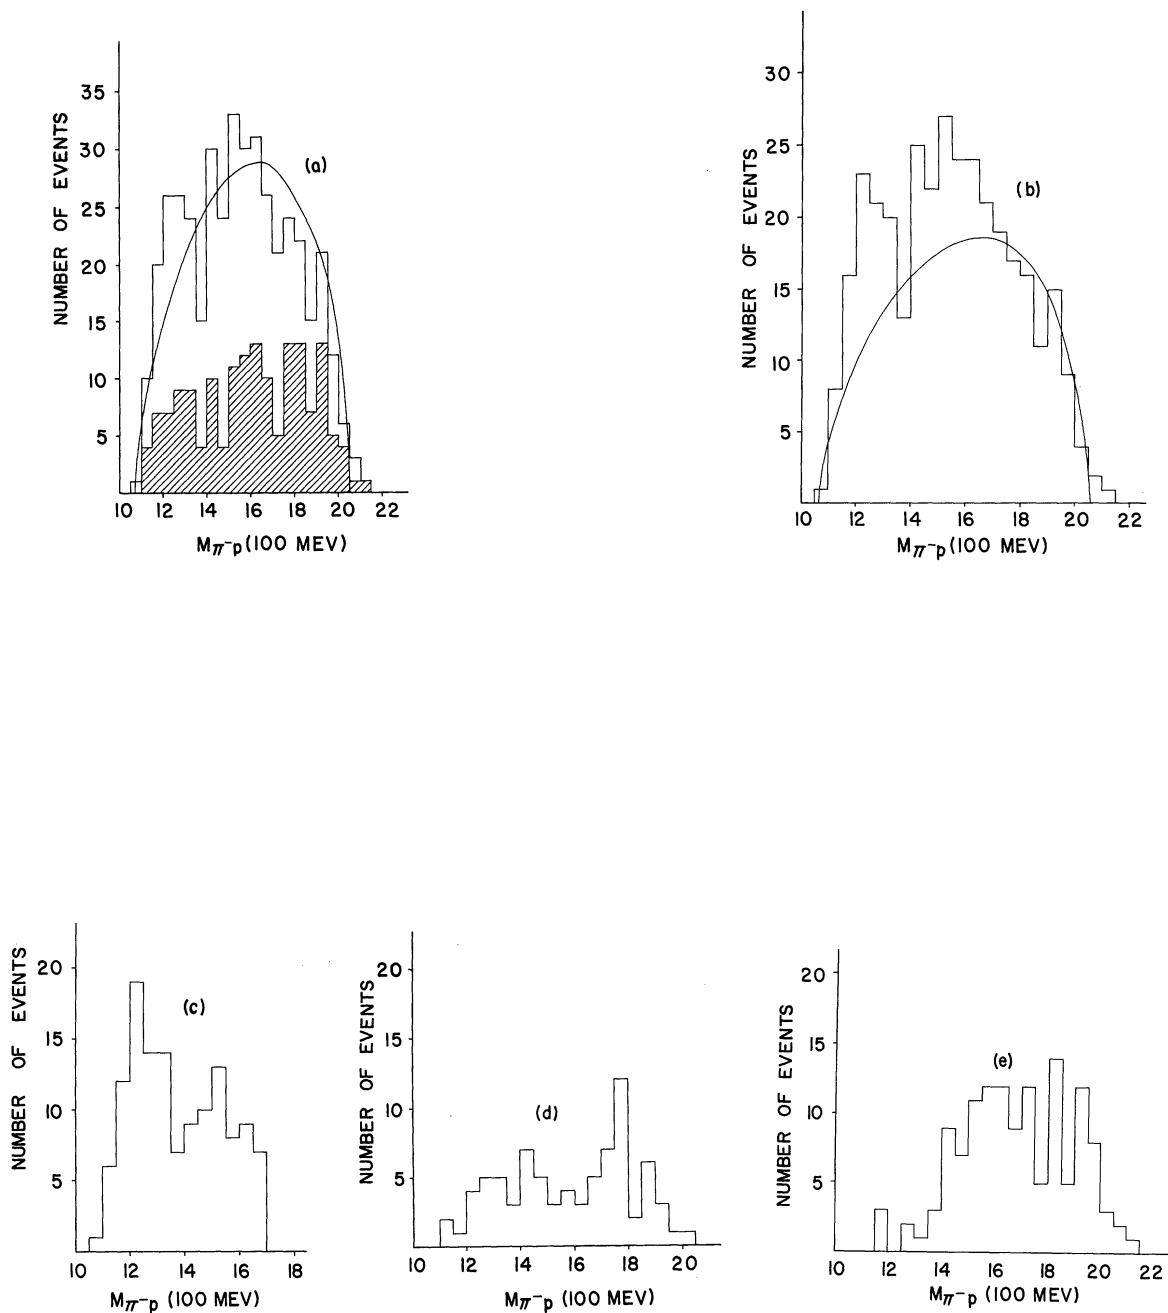 NUMBER OF EVENTS
35
30
25
20
15
10
5
(a)
10 12 14 16 18 20 22
Mπ-p (100 MEV)
NUMBER OF EVENTS
30
25
20
15
10
5
(b)
10 12 14 16 18 20 22
Mπ-p (100 MEV)
NUMBER OF EVENTS
20
15
10
5
(c)
10 12 14 16 18
Mπ-p (100 MEV)
NUMBER OF EVENTS
20
15
10
5
(d)
10 12 14 16 18 20
Mπ-p (100 MEV)
NUMBER OF EVENTS
20
15
10
5
(e)
10 12 14 16 18 20 22
Mπ-p (100 MEV)